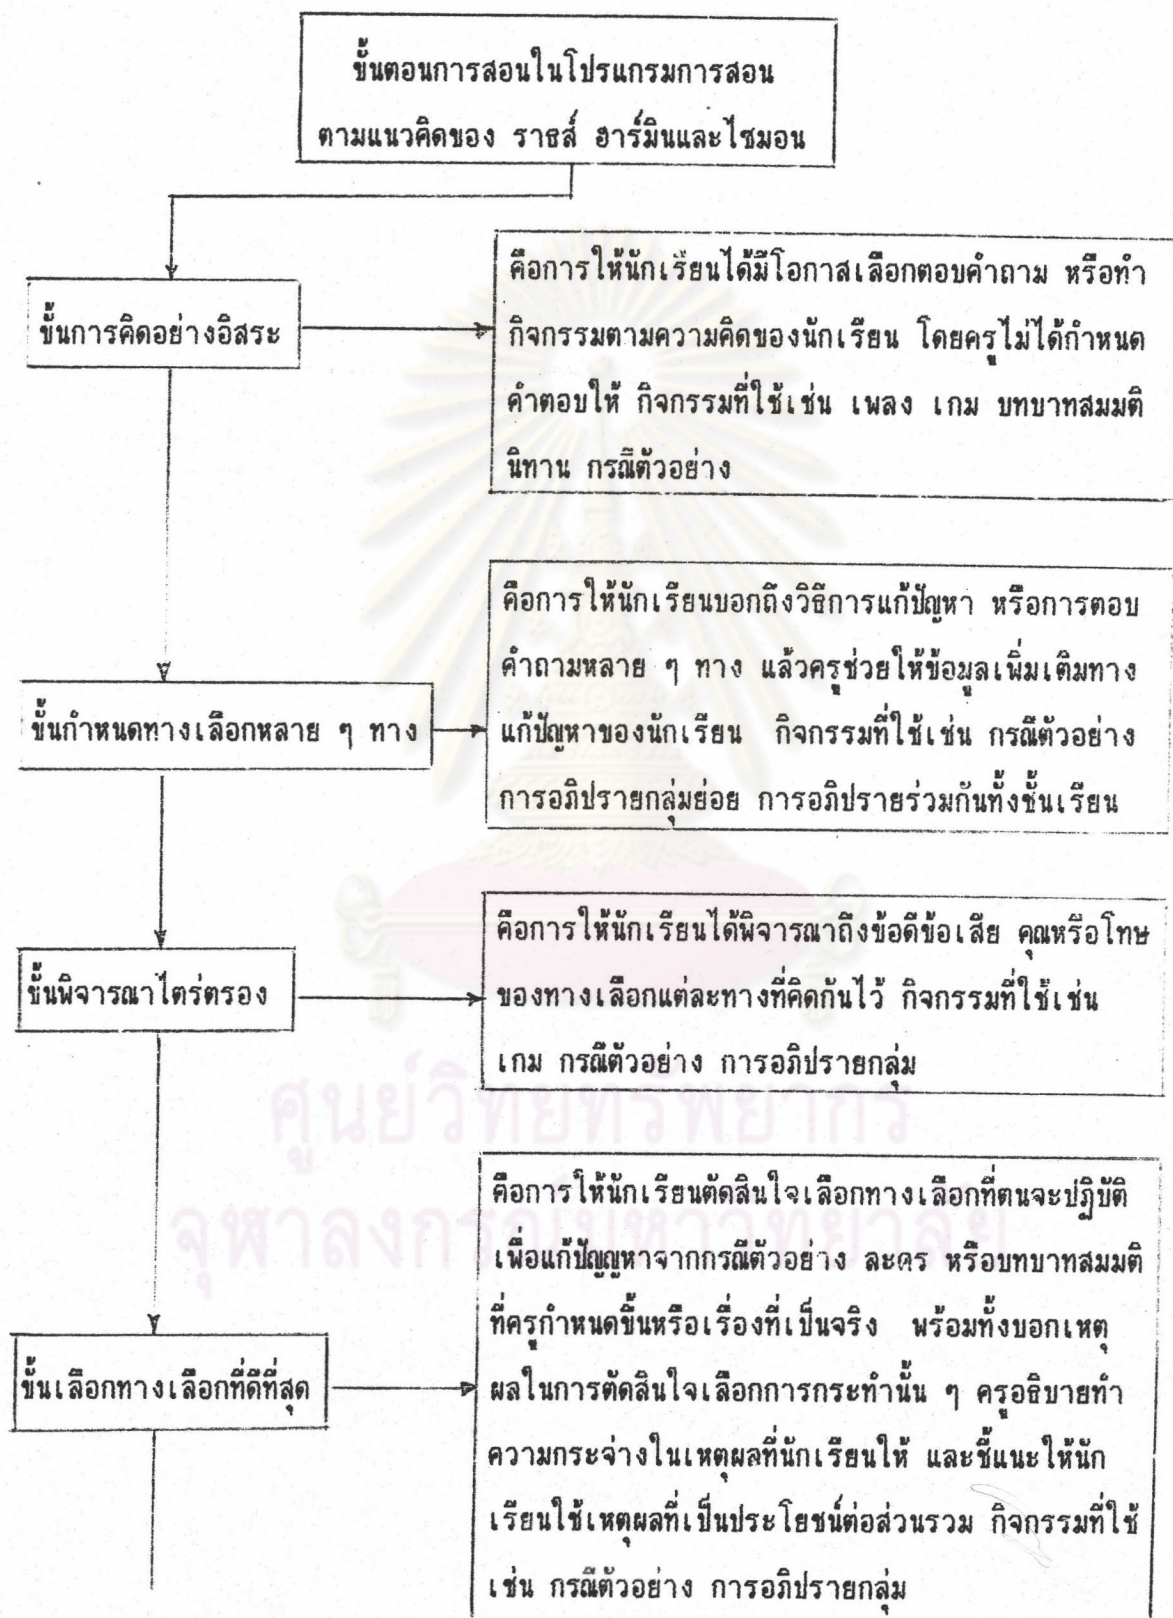 ขั้นตอนการสอนในโปรแกรมการสอน
ตามแนวคิดของ ราธส์ ฮาร์มินและไซมอน
ขั้นการคิดอย่างอิสระ
คือการให้นักเรียนได้มีโอกาสเลือกตอบคำถาม หรือทำ
กิจกรรมตามความคิดของนักเรียน โดยครูไม่ได้กำหนด
คำตอบให้ กิจกรรมที่ใช้เช่น เพลง เกม บทบาทสมมติ
นิทาน กรณีตัวอย่าง
ขั้นกำหนดทางเลือกหลาย ๆ ทาง
คือการให้นักเรียนบอกถึงวิธีการแก้ปัญหา หรือการตอบ
คำถามหลาย ๆ ทาง แล้วครูช่วยให้ข้อมูลเพิ่มเติมทาง
แก้ปัญหาของนักเรียน กิจกรรมที่ใช้เช่น กรณีตัวอย่าง
การอภิปรายกลุ่มย่อย การอภิปรายร่วมกันทั้งชั้นเรียน
ขั้นพิจารณาไตร่ตรอง
คือการให้นักเรียนได้พิจารณาถึงข้อดีข้อเสีย คุณหรือโทษ
ของทางเลือกแต่ละทางที่คิดกันไว้ กิจกรรมที่ใช้เช่น
เกม กรณีตัวอย่าง การอภิปรายกลุ่ม
ศูนย์วิทยทรัพยากร
จุฬาลงกรณ์มหาวิทยาลัย
ขั้นเลือกทางเลือกที่ดีที่สุด
คือการให้นักเรียนตัดสินใจเลือกทางเลือกที่ตนจะปฏิบัติ
เพื่อแก้ปัญญหาจากกรณีตัวอย่าง ละคร หรือบทบาทสมมติ
ที่ครูกำหนดขึ้นหรือเรื่องที่เป็นจริง พร้อมทั้งบอกเหตุ
ผลในการตัดสินใจเลือกการกระทำนั้น ๆ ครูอธิบายทำ
ความกระจ่างในเหตุผลที่นักเรียนให้ และชี้แนะให้นัก
เรียนใช้เหตุผลที่เป็นประโยชน์ต่อส่วนรวม กิจกรรมที่ใช้
เช่น กรณีตัวอย่าง การอภิปรายกลุ่ม